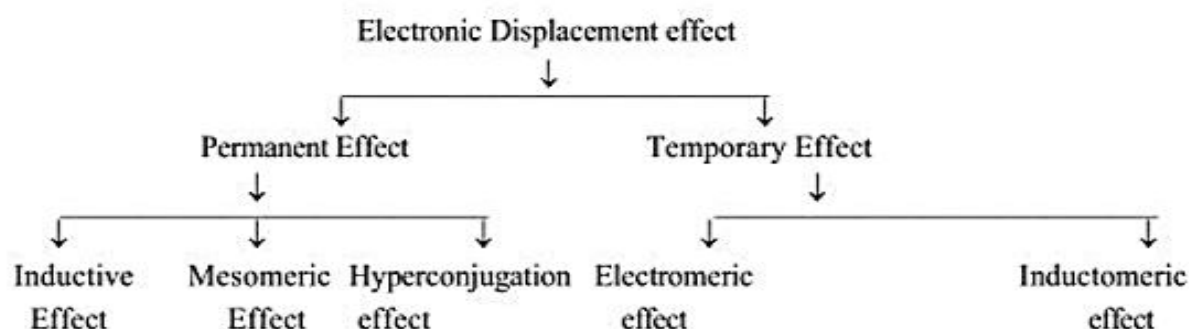 Electronic Displacement effect
Permanent Effect
Temporary Effect
Inductive Effect
Mesomeric Effect
Hyperconjugation effect
Electromeric effect
Inductomeric effect